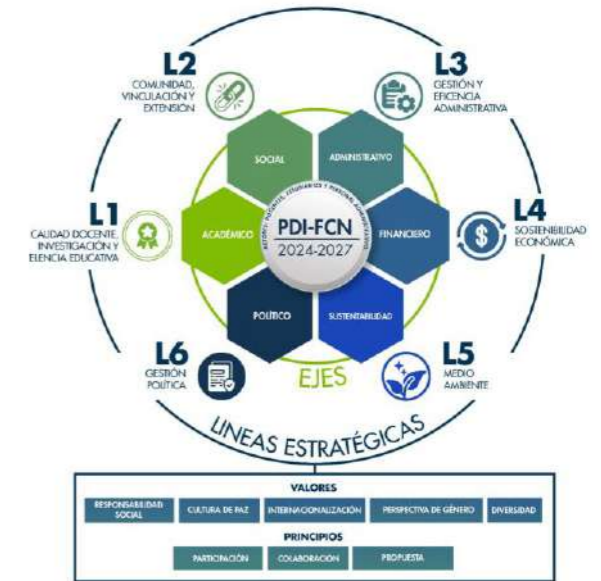 L2
COMUNIDAD,
VINCULACIÓN Y
EXTENSIÓN
L3
GESTIÓN Y
EFICENCIA
ADMINISTRATIVA
SOCIAL
ADMINISTRATIVO
L1
CALIDAD DOCENTE,
INVESTIGACIÓN Y
ELENCIA EDUCATIVA
ACADÉMICO
PDI-FCN
2024-2027
FINANCIERO
L4
SOSTENIBILIDAD
ECONÓMICA
POLÍTICO
SUSTENTABILIDAD
L6
GESTIÓN
POLÍTICA
EJES
L5
MEDIO
AMBIENTE
LINEAS ESTRATÉGICAS
VALORES
RESPONSABILIDAD
SOCIAL
CULTURA DE PAZ
INTERNACIONALIZACIÓN
PERSPECTIVA DE GÉNERO
DIVERSIDAD
PRINCIPIOS
PARTICIPACIÓN
COLABORACIÓN
PROPUESTA